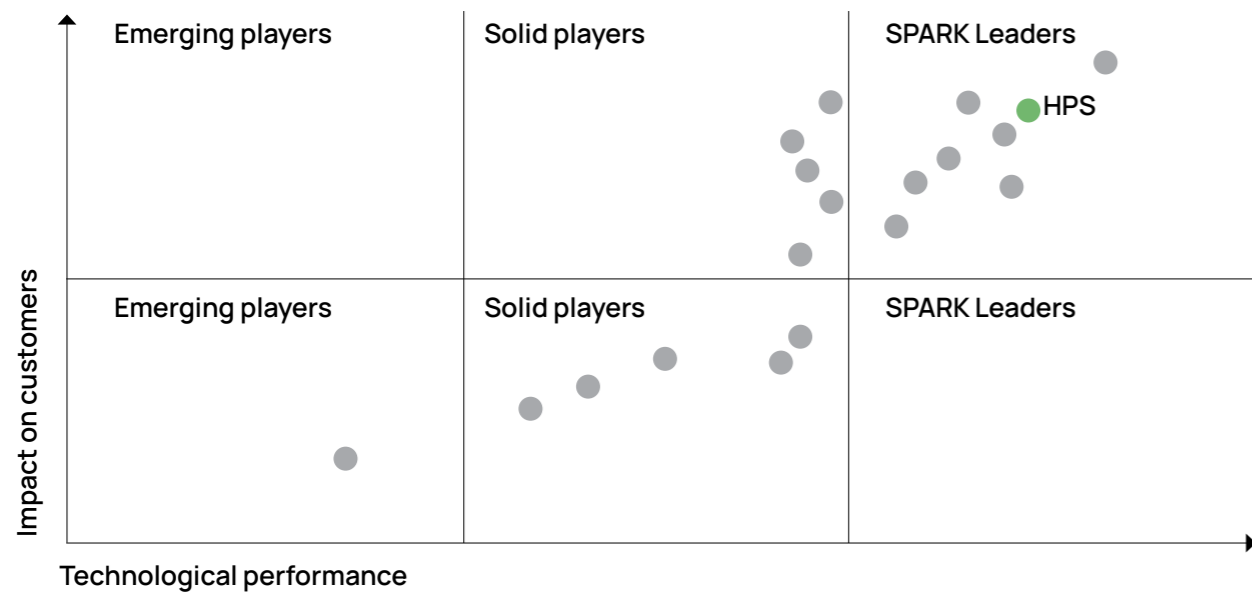 Emerging players
Solid players
SPARK Leaders
HPS
Emerging players
Solid players
SPARK Leaders
Impact on customers
Technological performance